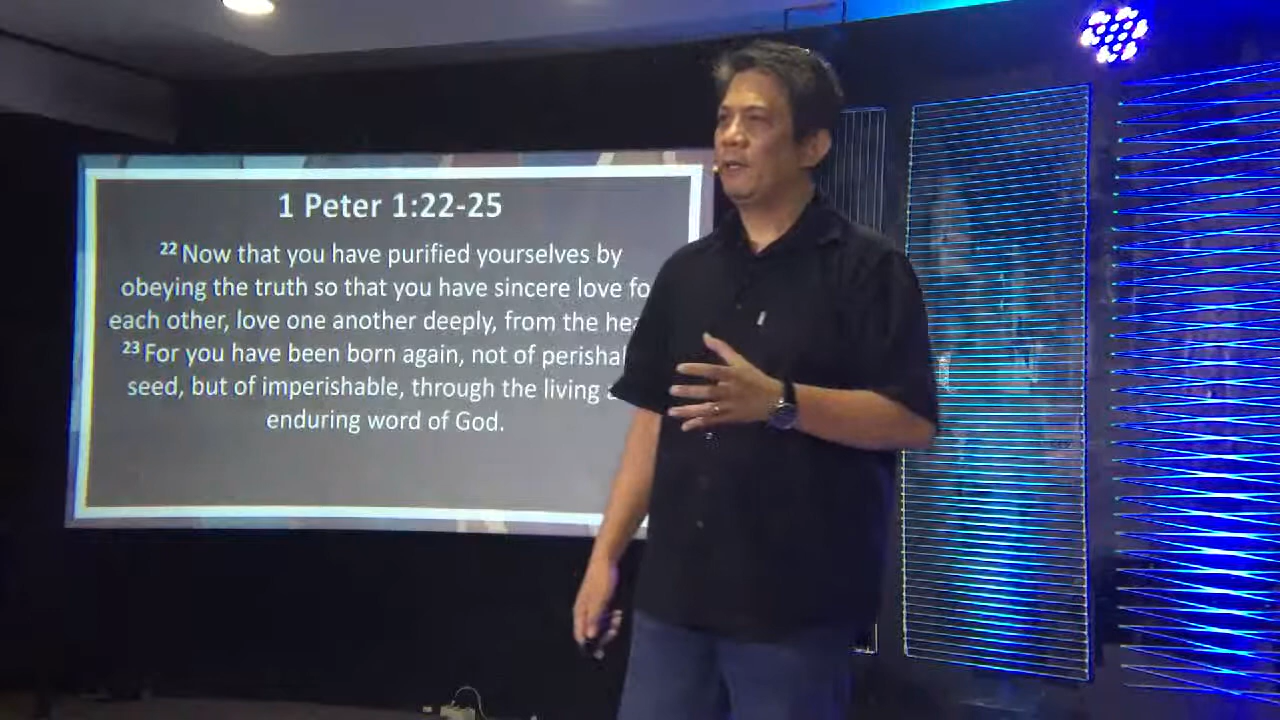 1 Peter 1:22-25
22 Now that you have purified yourselves by
obeying the truth so that you have sincere love
each other, love one another deeply, from the
23 For you have been born again, not of
seed, but of imperishable, through the living
enduring word of God.